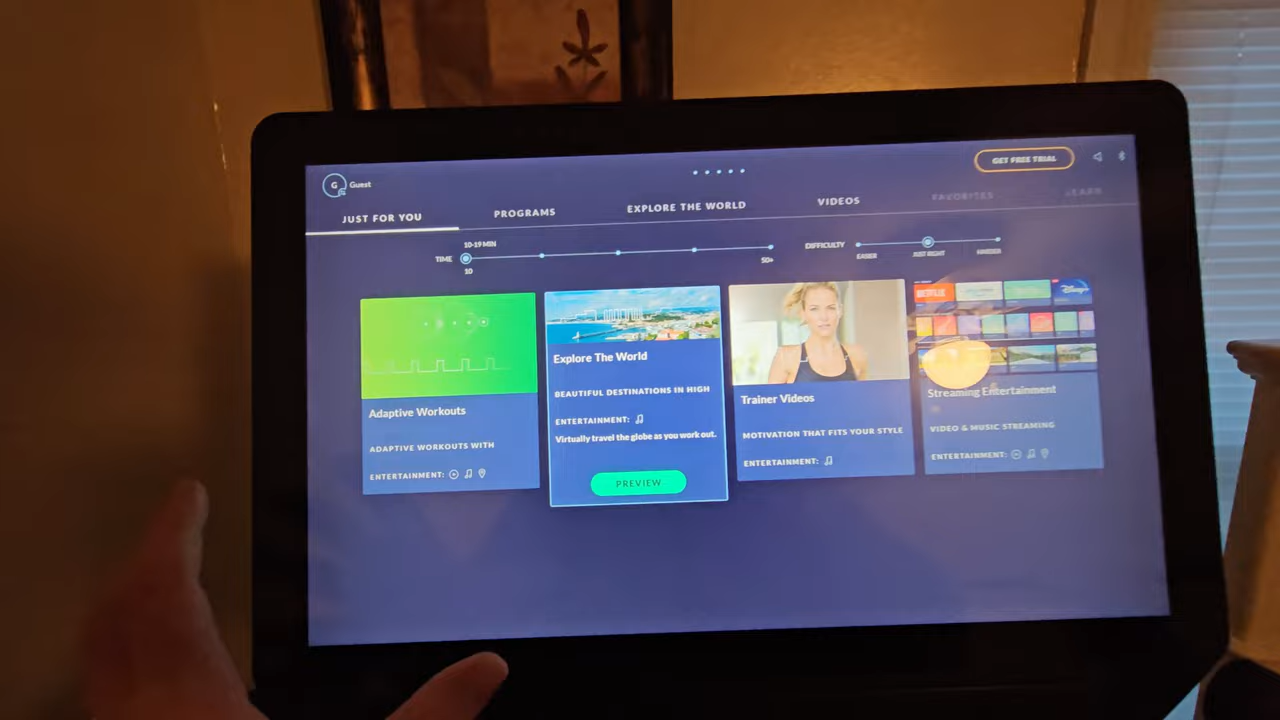 GET FREE TRIAL
G Guest
JUST FOR YOU
PROGRAMS
EXPLORE THE WORLD
VIDEOS
FAVORITES
LEARN
10-19 MIN
TIME
10
50+
DIFFICULTY
EASIER
JUST RIGHT
HARDER
Adaptive Workouts
ADAPTIVE WORKOUTS WITH
ENTERTAINMENT:
Explore The World
BEAUTIFUL DESTINATIONS IN HIGH
ENTERTAINMENT:
Virtually travel the globe as you work out.
PREVIEW
Trainer Videos
MOTIVATION THAT FITS YOUR STYLE
ENTERTAINMENT:
NETFLIX
Disney+
Streaming Entertainment
VIDEO & MUSIC STREAMING
ENTERTAINMENT: